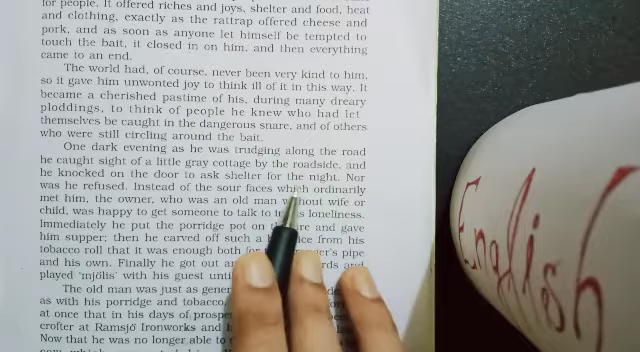 for people. It offered riches and joys, shelter and food, heat
and clothing, exactly as the rattrap offered cheese and
pork, and as soon as anyone let himself be tempted to
touch the bait, it closed in on him, and then everything
came to an end.
The world had, of course, never been very kind to him,
so it gave him unwonted joy to think ill of it in this way. It
became a cherished pastime of his, during many dreary
ploddings, to think of people he knew who had let
themselves be caught in the dangerous snare, and of others
who were still circling around the bait.
One dark evening as he was trudging along the road
he caught sight of a little gray cottage by the roadside, and
he knocked on the door to ask shelter for the night. Nor
was he refused. Instead of the sour faces which ordinarily
met him, the owner, who was an old man without wife or
child, was happy to get someone to talk to in his loneliness.
Immediately he put the porridge pot on the fire and gave
him supper; then he carved off such a slice from his
tobacco roll that it was enough both for the pipe
and his own. Finally he got out an and
played 'mjölis' with his guest
The old man was just as
as with his porridge and tobacco,
at once that in his days of
crofter at Ramsjö Ironworks and
Now that he was no longer able to
English